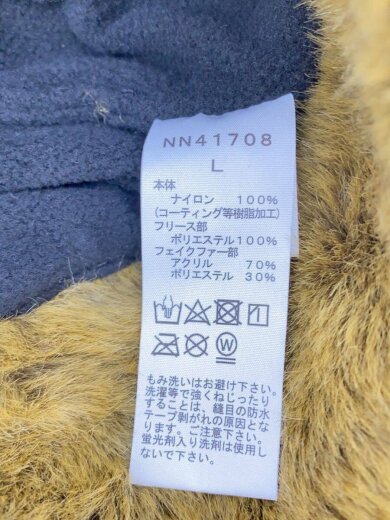 NN41708
L
本体
ナイロン 100%
(コーティング等樹脂加工)
フリース部
ポリエステル100%
フェイクファー部
アクリル 70%
ポリエステル 30%
もみ洗いはお避け下さい。
洗濯等で強くねじったり
することは、縫目の防水
テープ剥がれの原因とな
ります。ご注意下さい。
蛍光剤入り洗剤は使用し
ないで下さい。